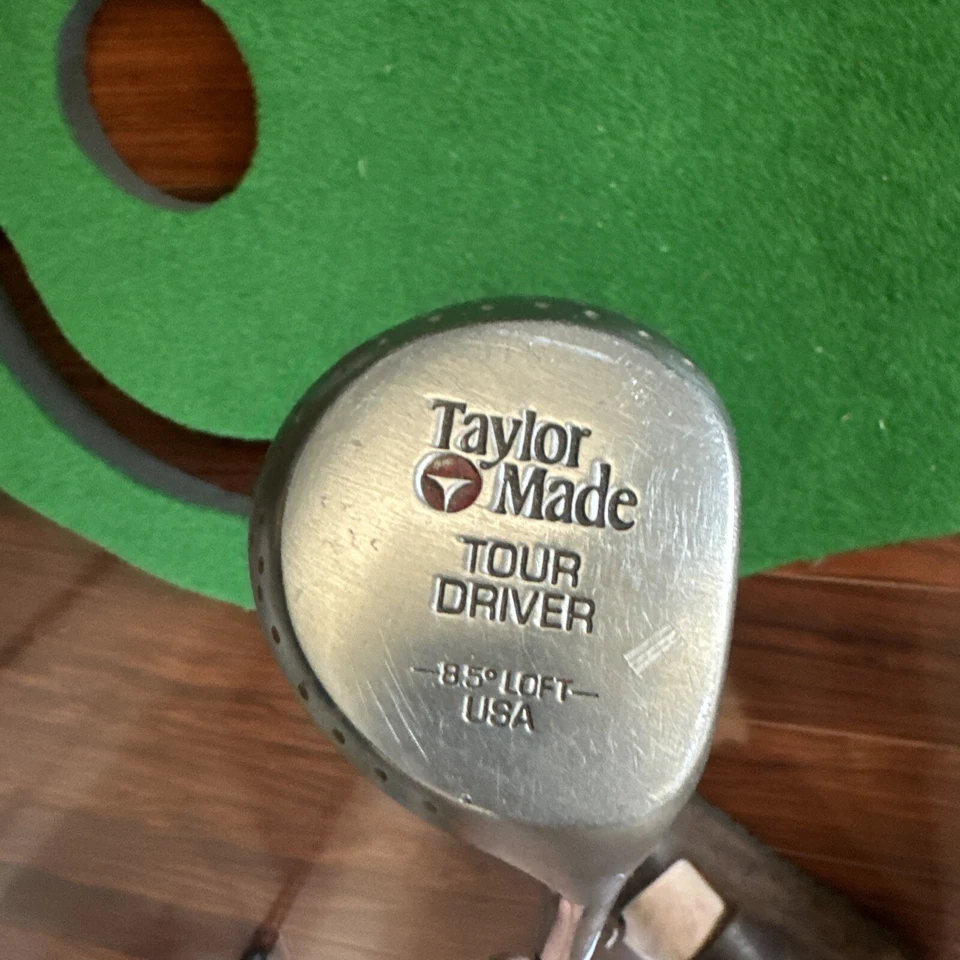 Taylor
Made
TOUR
DRIVER
—8.5° LOFT—
USA